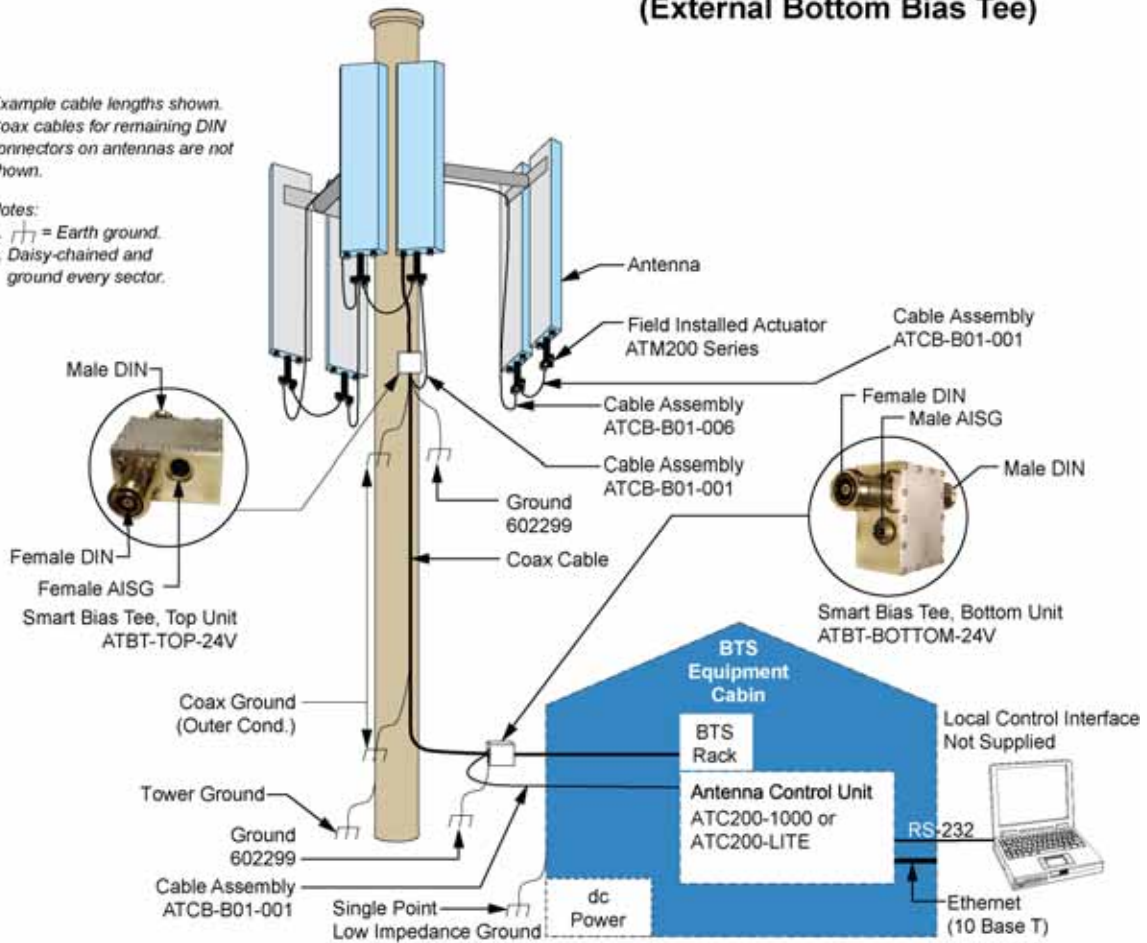 (External Bottom Bias Tee)
xample cable lengths shown.
oax cables for remaining DIN
onnectors on antennas are not
hown.
otes:
= Earth ground.
Daisy-chained and
ground every sector.
Antenna
Field Installed Actuator
ATM200 Series
Cable Assembly
ATCB-B01-001
Male DIN
Female DIN
Male AISG
Cable Assembly
ATCB-B01-006
Cable Assembly
ATCB-B01-001
Male DIN
Ground
602299
Female DIN
Female AISG
Coax Cable
Smart Bias Tee, Top Unit
ATBT-TOP-24V
Smart Bias Tee, Bottom Unit
ATBT-BOTTOM-24V
BTS
Equipment
Cabin
Coax Ground
(Outer Cond.)
BTS
Rack
Local Control Interface
Not Supplied
Antenna Control Unit
ATC200-1000 or
ATC200-LITE
Tower Ground
RS-232
Ground
602299
Cable Assembly
ATCB-B01-001
Single Point
Low Impedance Ground
dc
Power
Ethernet
(10 Base T)